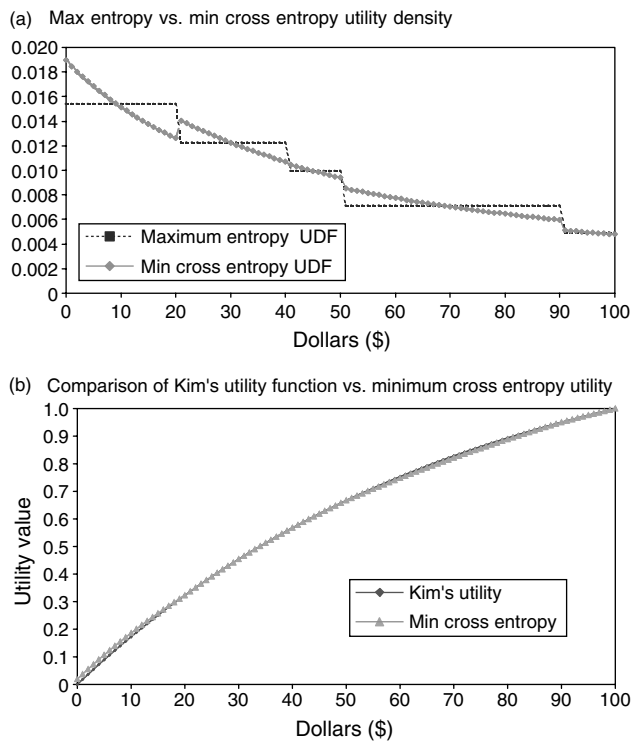 (a) Max entropy vs. min cross entropy utility density
0.020
0.018
0.016
0.014
0.012
0.010
0.008
0.006
0.004
0.002
0
Maximum entropy UDF
Min cross entropy UDF
0 10 20 30 40 50 60 70 80 90 100
Dollars ($)
(b) Comparison of Kim's utility function vs. minimum cross entropy utility
1.0
0.9
0.8
0.7
0.6
0.5
0.4
0.3
0.2
0.1
0
Utility value
Kim's utility
Min cross entropy
0 10 20 30 40 50 60 70 80 90 100
Dollars ($)